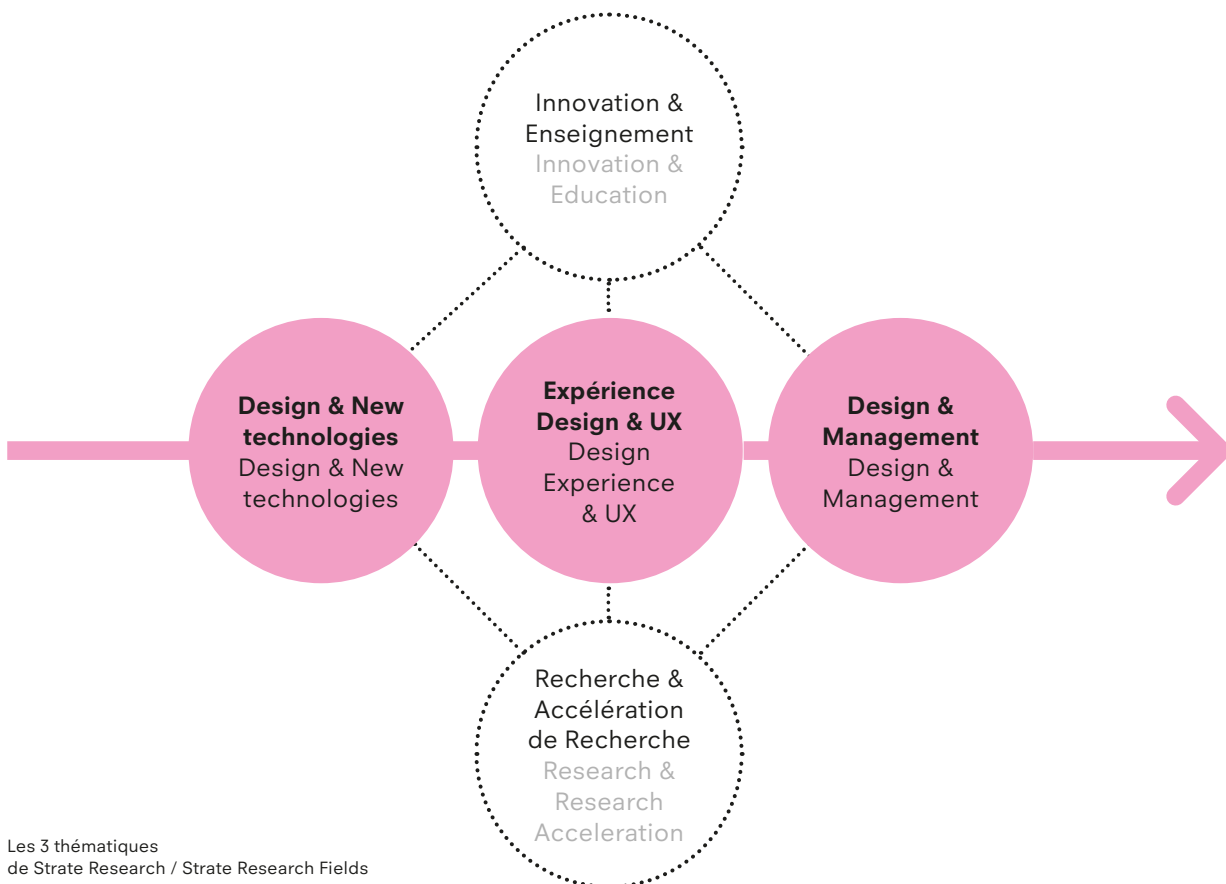 Innovation &
Enseignement
Innovation &
Education
Design & New
technologies
Design & New
technologies
Expérience
Design & UX
Design
Experience
& UX
Design &
Management
Design &
Management
Recherche &
Accélération
de Recherche
Research &
Research
Acceleration
Les 3 thématiques
de Strate Research / Strate Research Fields